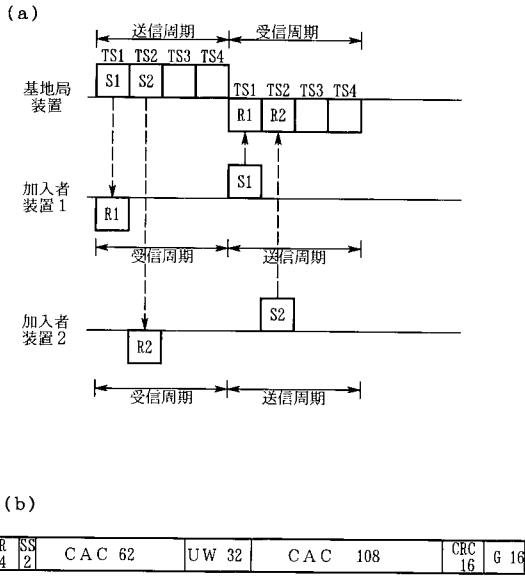 (a)
送信周期 受信周期
TS1 TS2 TS3 TS4
基地局
装置
S1 S2
TS1 TS2 TS3 TS4
R1 R2
加入者
装置1
S1
R1
受信周期 送信周期
加入者
装置2
S2
R2
受信周期 送信周期
(b)
R
4
SS
2
CAC 62
UW 32
CAC 108
CRC
16
G 16